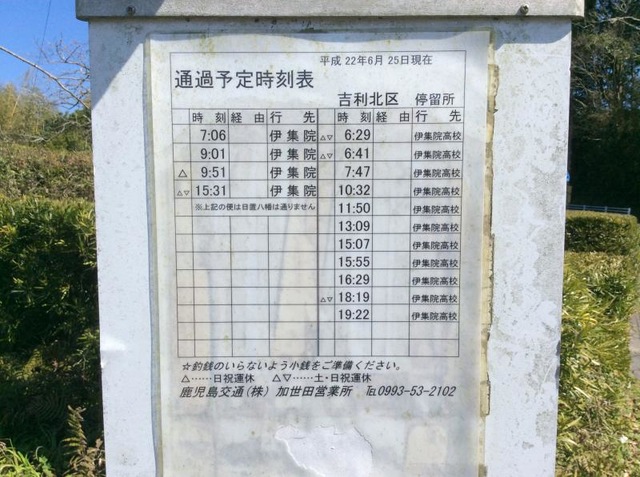 平成 22年6月 25日現在
通過予定時刻表
吉利北区 停留所
時 刻 経 由 行 先 時 刻 経 由 行 先
7:06 伊集院 △▽ 6:29 伊集院高校
9:01 伊集院 △▽ 6:41 伊集院高校
△ 9:51 伊集院 7:47 伊集院高校
△▽ 15:31 伊集院 10:32 伊集院高校
※上記の便は日置八幡は通りません 11:50 伊集院高校
13:09 伊集院高校
15:07 伊集院高校
15:55 伊集院高校
16:29 伊集院高校
△▽ 18:19 伊集院高校
19:22 伊集院高校
☆釣銭のいらないよう小銭をご準備ください。
△……日祝運休 △▽……土・日祝運休
鹿児島交通(株) 加世田営業所 ℡0993-53-2102